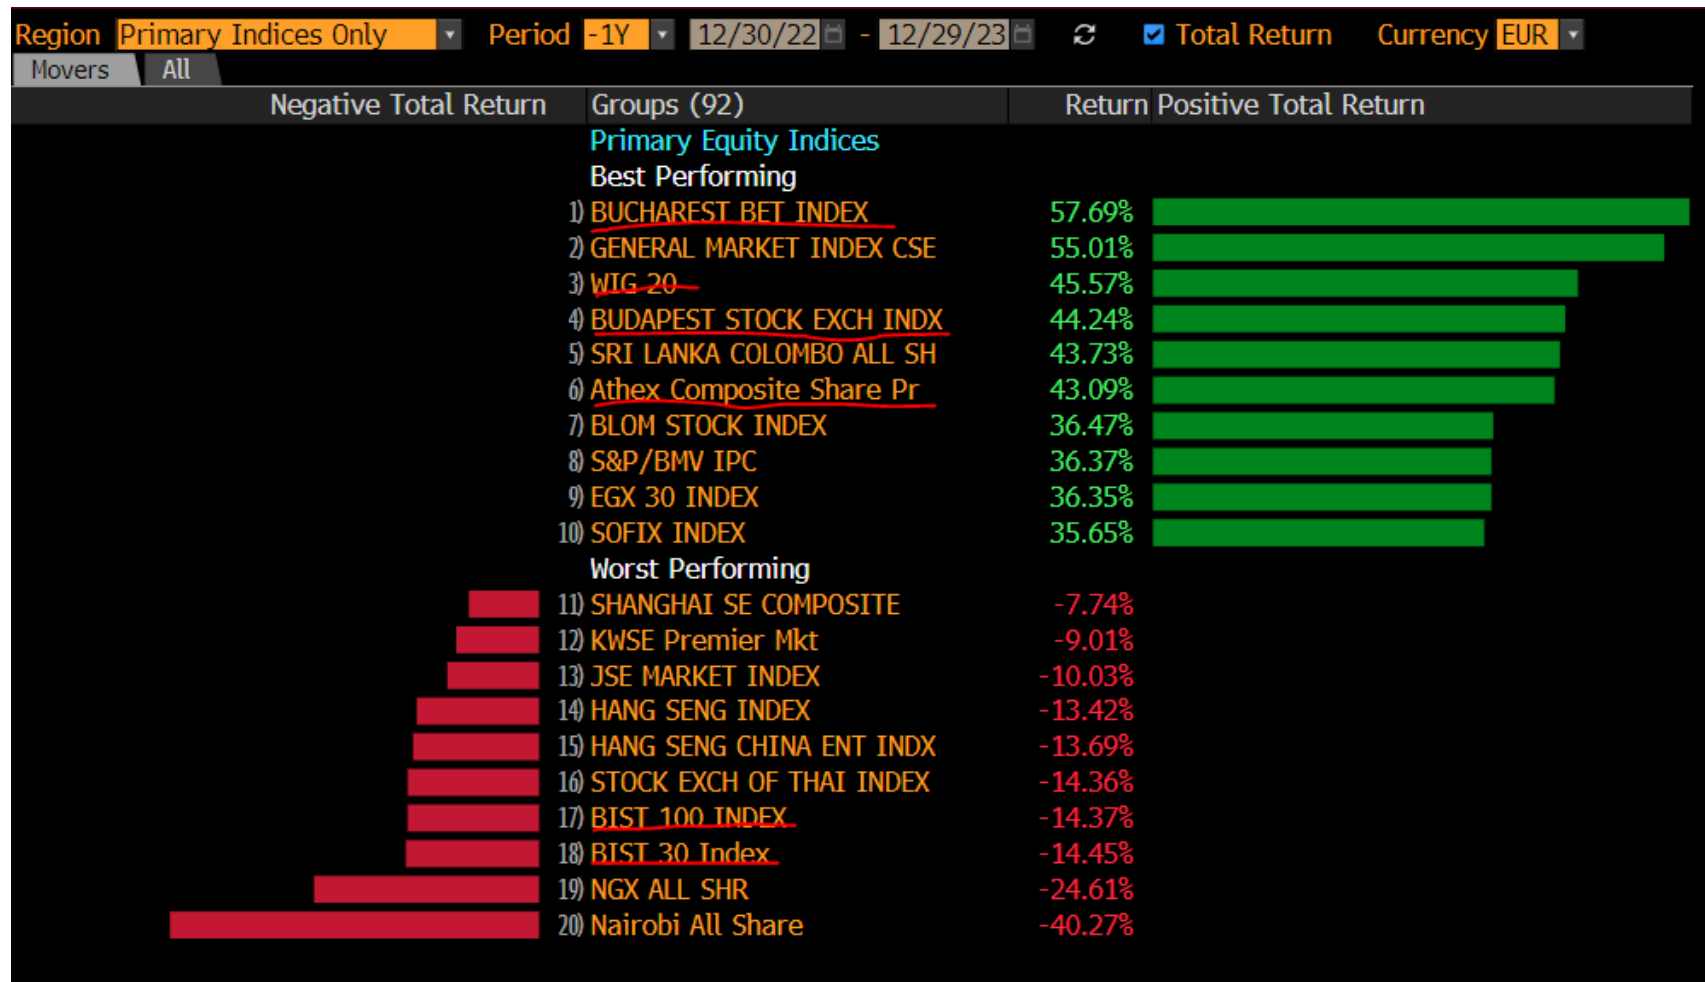 Region Primary Indices Only Period -1Y 12/30/22 - 12/29/23 Total Return Currency EUR
Movers All
Negative Total Return Groups (92) Return Positive Total Return
Primary Equity Indices
Best Performing
1) BUCHAREST BET INDEX 57.69%
2) GENERAL MARKET INDEX CSE 55.01%
3) WIG 20 45.57%
4) BUDAPEST STOCK EXCH INDX 44.24%
5) SRI LANKA COLOMBO ALL SH 43.73%
6) Athex Composite Share Pr 43.09%
7) BLOM STOCK INDEX 36.47%
8) S&P/BMV IPC 36.37%
9) EGX 30 INDEX 36.35%
10) SOFIX INDEX 35.65%
Worst Performing
11) SHANGHAI SE COMPOSITE -7.74%
12) KWSE Premier Mkt -9.01%
13) JSE MARKET INDEX -10.03%
14) HANG SENG INDEX -13.42%
15) HANG SENG CHINA ENT INDX -13.69%
16) STOCK EXCH OF THAI INDEX -14.36%
17) BIST 100 INDEX -14.37%
18) BIST 30 Index -14.45%
19) NGX ALL SHR -24.61%
20) Nairobi All Share -40.27%